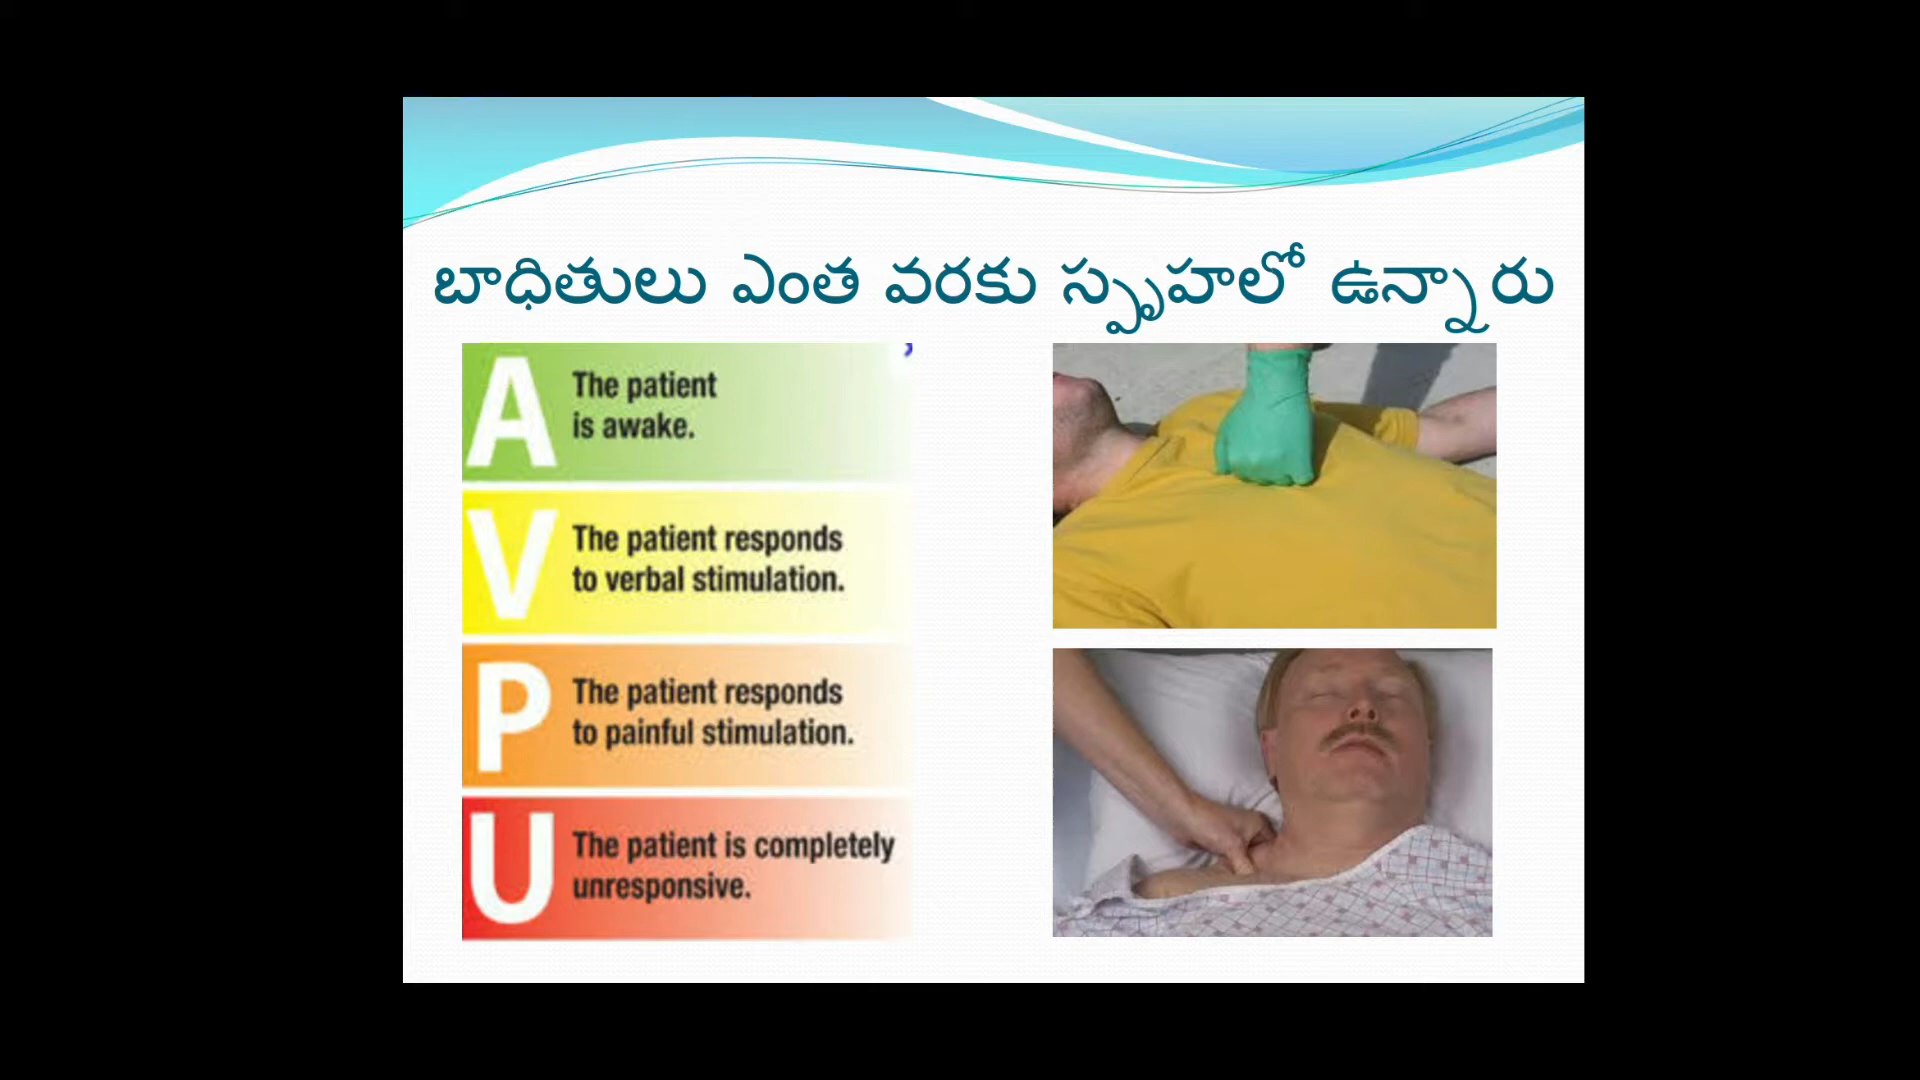 బాధితులు ఎంత వరకు స్పృహలో ఉన్నారు
A The patient
is awake.
V The patient responds
to verbal stimulation.
P The patient responds
to painful stimulation.
U The patient is completely
unresponsive.